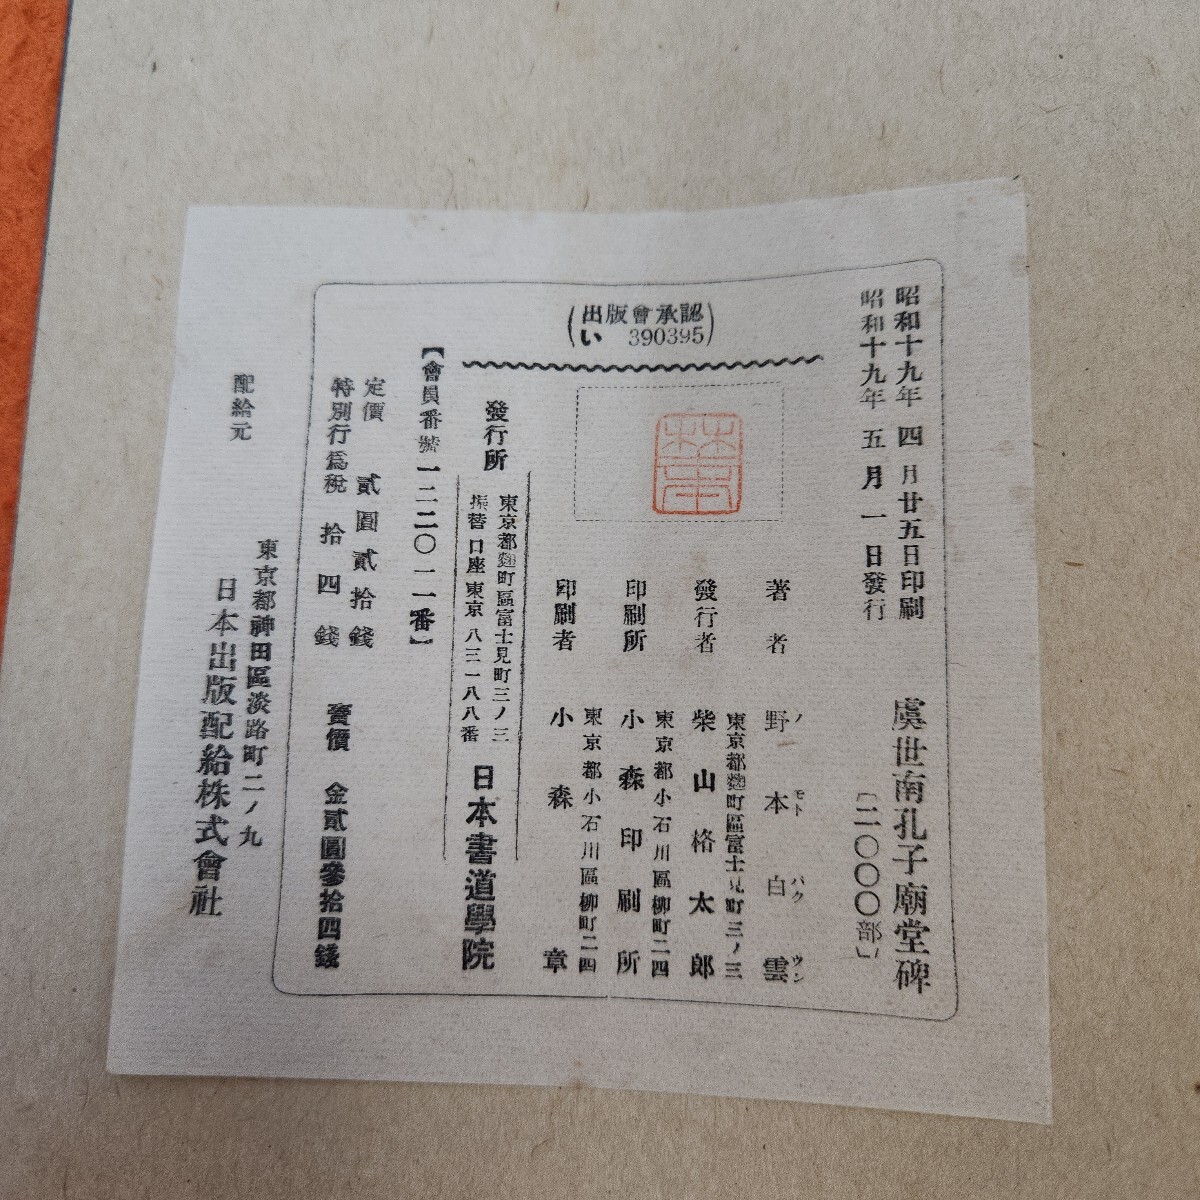 昭和十九年 四月廿五日印刷
昭和十九年 五月一日發行
虞世南孔子廟堂碑
〔二〇〇〇部〕
(出版會承認
い 390395)
著者 野本白雲
ノ モト バク ウン
發行者 東京都麹町區富士見町三ノ三
柴山格太郎
印刷所 東京都小石川區柳町二四
小森印刷所
印刷者 東京都小石川區柳町二四
小森章
發行所 東京都麹町區富士見町三ノ三
振替口座東京八三一八八番
日本書道學院
【會員番號一二二〇一一番】
定價 貳圓貳拾錢
特別行爲税 拾四錢
賣價 金貳圓參拾四錢
配給元 東京都神田區淡路町二ノ九
日本出版配給株式會社